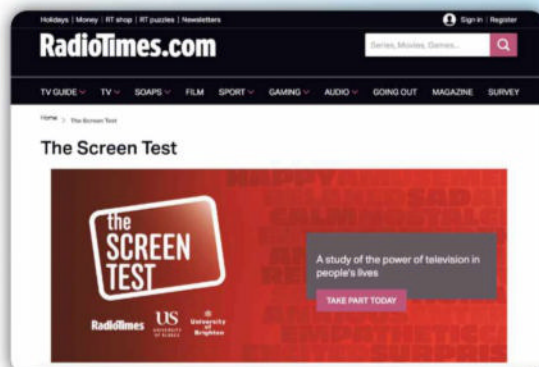 Holidays | Money | RT shop | RT puzzles | Newsletters
Sign in | Register
RadioTimes.com
Series, Movies, Games...
TV GUIDE TV SOAPS FILM SPORT GAMING AUDIO GOING OUT MAGAZINE SURVEY
Home > The Screen Test
The Screen Test
the
SCREEN
TEST
A study of the power of television in
people's lives
TAKE PART TODAY
RadioTimes
US
UNIVERSITY
OF SUSSEX
University
of
Brighton
HAPPY
SAD
CALM